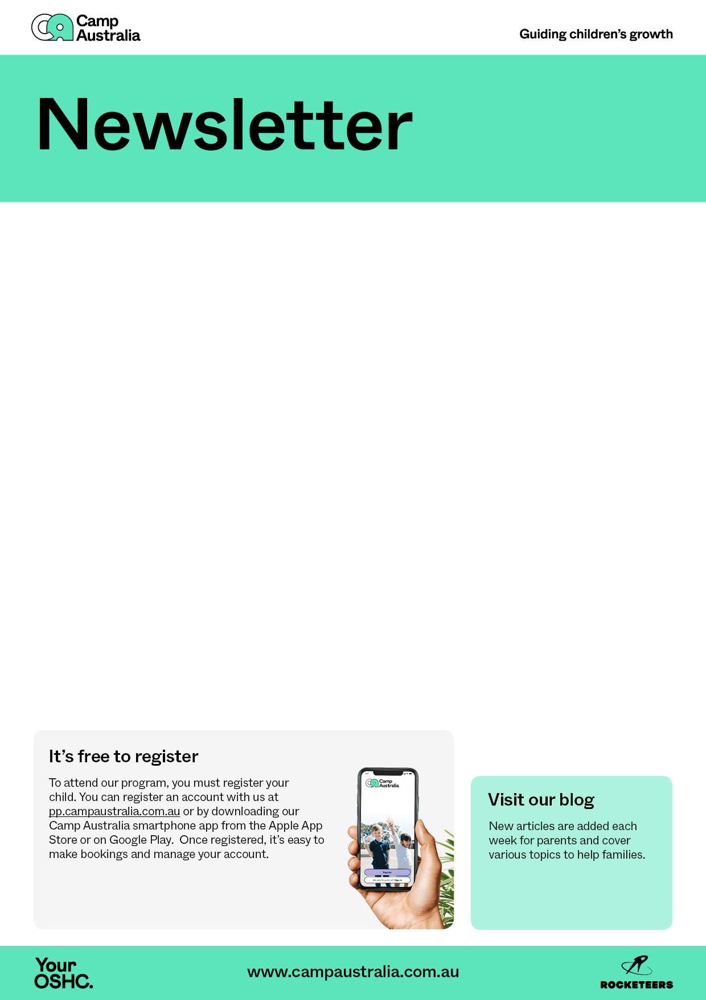 Camp
Australia
Guiding children’s growth
Newsletter
It’s free to register
To attend our program, you must register your
child. You can register an account with us at
pp.campaustralia.com.au or by downloading our
Camp Australia smartphone app from the Apple App
Store or on Google Play.  Once registered, it’s easy to
make bookings and manage your account.
Camp
Australia
Register
Already Registered? Sign in
Visit our blog
New articles are added each
week for parents and cover
various topics to help families.
Your
OSHC.
www.campaustralia.com.au
ROCKETEERS